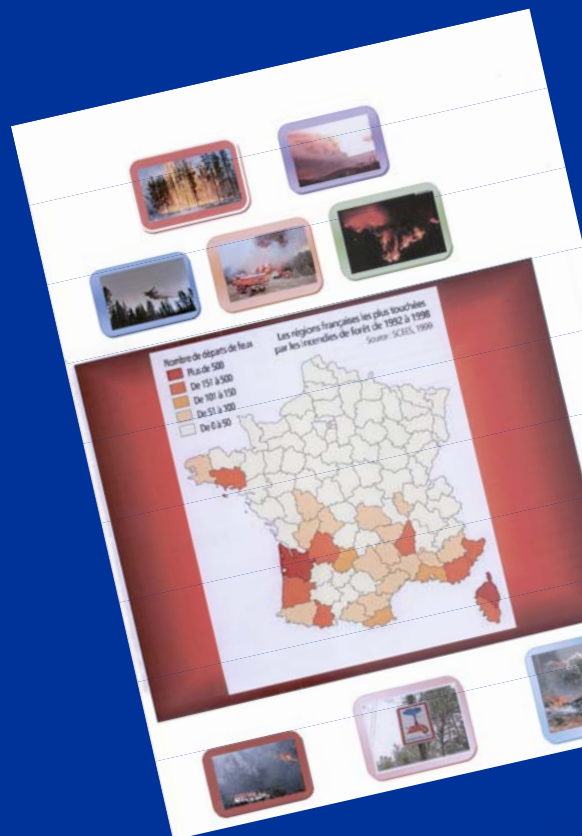 Les régions françaises les plus touchées
par les incendies de forêt de 1992 à 1998
Source : SCEES, 1999
Nombre de départs de feux
Plus de 500
De 151 à 500
De 101 à 150
De 51 à 100
De 0 à 50